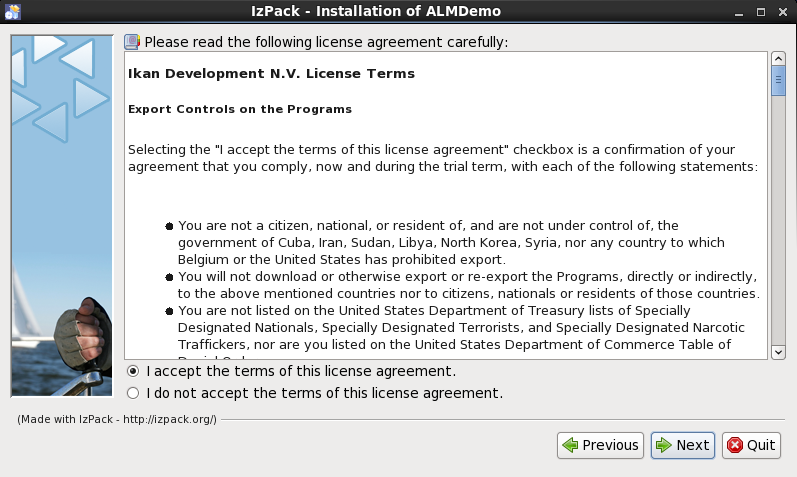 IzPack - Installation of ALMDemo
Please read the following license agreement carefully:
Ikan Development N.V. License Terms
Export Controls on the Programs
Selecting the "I accept the terms of this license agreement" checkbox is a confirmation of your
agreement that you comply, now and during the trial term, with each of the following statements:
● You are not a citizen, national, or resident of, and are not under control of, the
government of Cuba, Iran, Sudan, Libya, North Korea, Syria, nor any country to which
Belgium or the United States has prohibited export.
● You will not download or otherwise export or re-export the Programs, directly or indirectly,
to the above mentioned countries nor to citizens, nationals or residents of those countries.
● You are not listed on the United States Department of Treasury lists of Specially
Designated Nationals, Specially Designated Terrorists, and Specially Designated Narcotic
Traffickers, nor are you listed on the United States Department of Commerce Table of
I accept the terms of this license agreement.
I do not accept the terms of this license agreement.
(Made with IzPack - http://izpack.org/)
Previous
Next
Quit